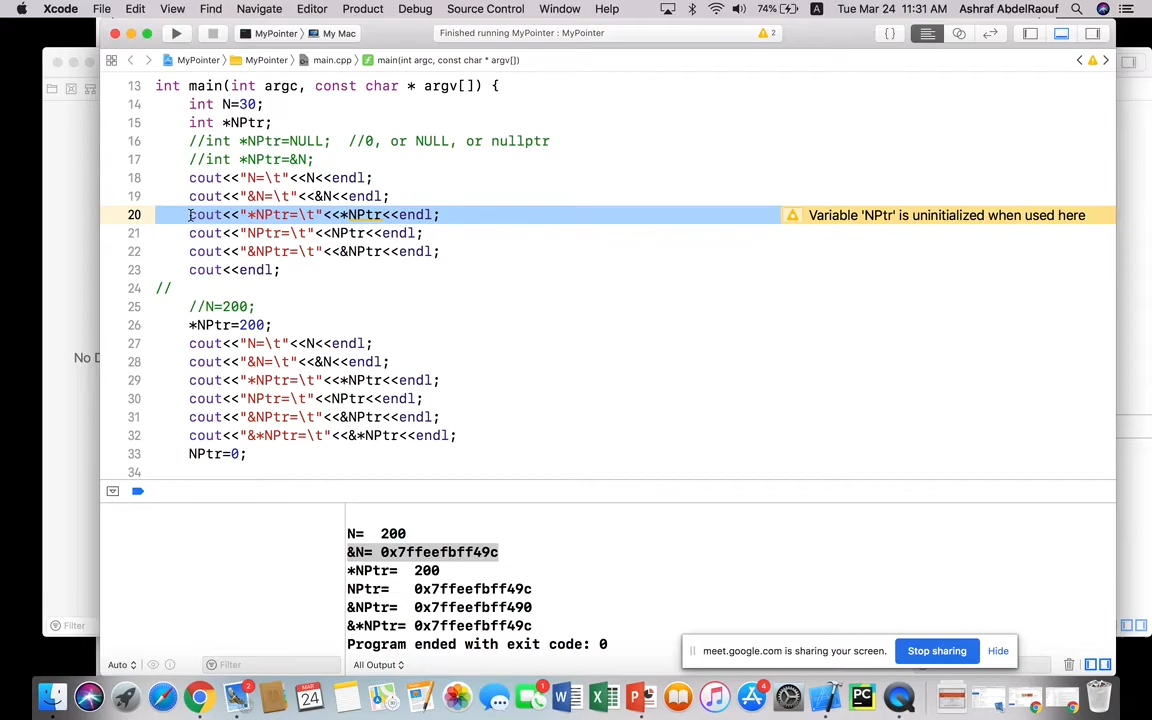 Xcode File Edit View Find Navigate Editor Product Debug Source Control Window Help 74% A Tue Mar 24 11:31 AM Ashraf AbdelRaouf
MyPointer My Mac Finished running MyPointer : MyPointer 2
MyPointer MyPointer main.cpp main(int argc, const char * argv[])
13 int main(int argc, const char * argv[]) {
14 int N=30;
15 int *NPtr;
16 //int *NPtr=NULL; //0, or NULL, or nullptr
17 //int *NPtr=&N;
18 cout<<"N=\t"<<N<<endl;
19 cout<<"&N=\t"<<&N<<endl;
20 cout<<"*NPtr=\t"<<*NPtr<<endl; Variable 'NPtr' is uninitialized when used here
21 cout<<"NPtr=\t"<<NPtr<<endl;
22 cout<<"&NPtr=\t"<<&NPtr<<endl;
23 cout<<endl;
24 //
25 //N=200;
26 *NPtr=200;
27 cout<<"N=\t"<<N<<endl;
28 cout<<"&N=\t"<<&N<<endl;
No D
29 cout<<"*NPtr=\t"<<*NPtr<<endl;
30 cout<<"NPtr=\t"<<NPtr<<endl;
31 cout<<"&NPtr=\t"<<&NPtr<<endl;
32 cout<<"&*NPtr=\t"<<&*NPtr<<endl;
33 NPtr=0;
34
N= 200
&N= 0x7ffeefbff49c
*NPtr= 200
NPtr= 0x7ffeefbff49c
&NPtr= 0x7ffeefbff490
&*NPtr= 0x7ffeefbff49c
Program ended with exit code: 0
Filter
meet.google.com is sharing your screen. Stop sharing Hide
Auto Filter All Output
2 MAR 24 1 W X P 4 PC